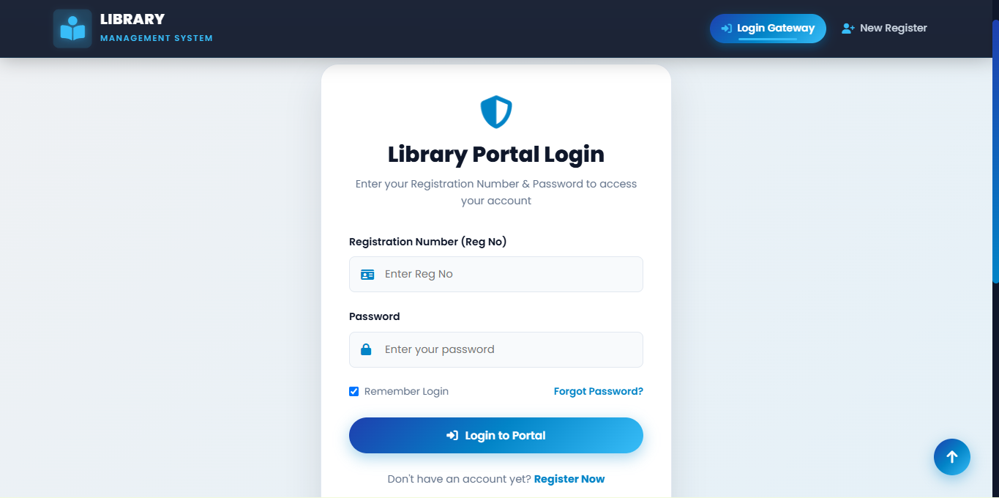 LIBRARY
MANAGEMENT SYSTEM
Login Gateway
New Register
Library Portal Login
Enter your Registration Number & Password to access
your account
Registration Number (Reg No)
Enter Reg No
Password
Enter your password
Remember Login
Forgot Password?
Login to Portal
Don't have an account yet? Register Now